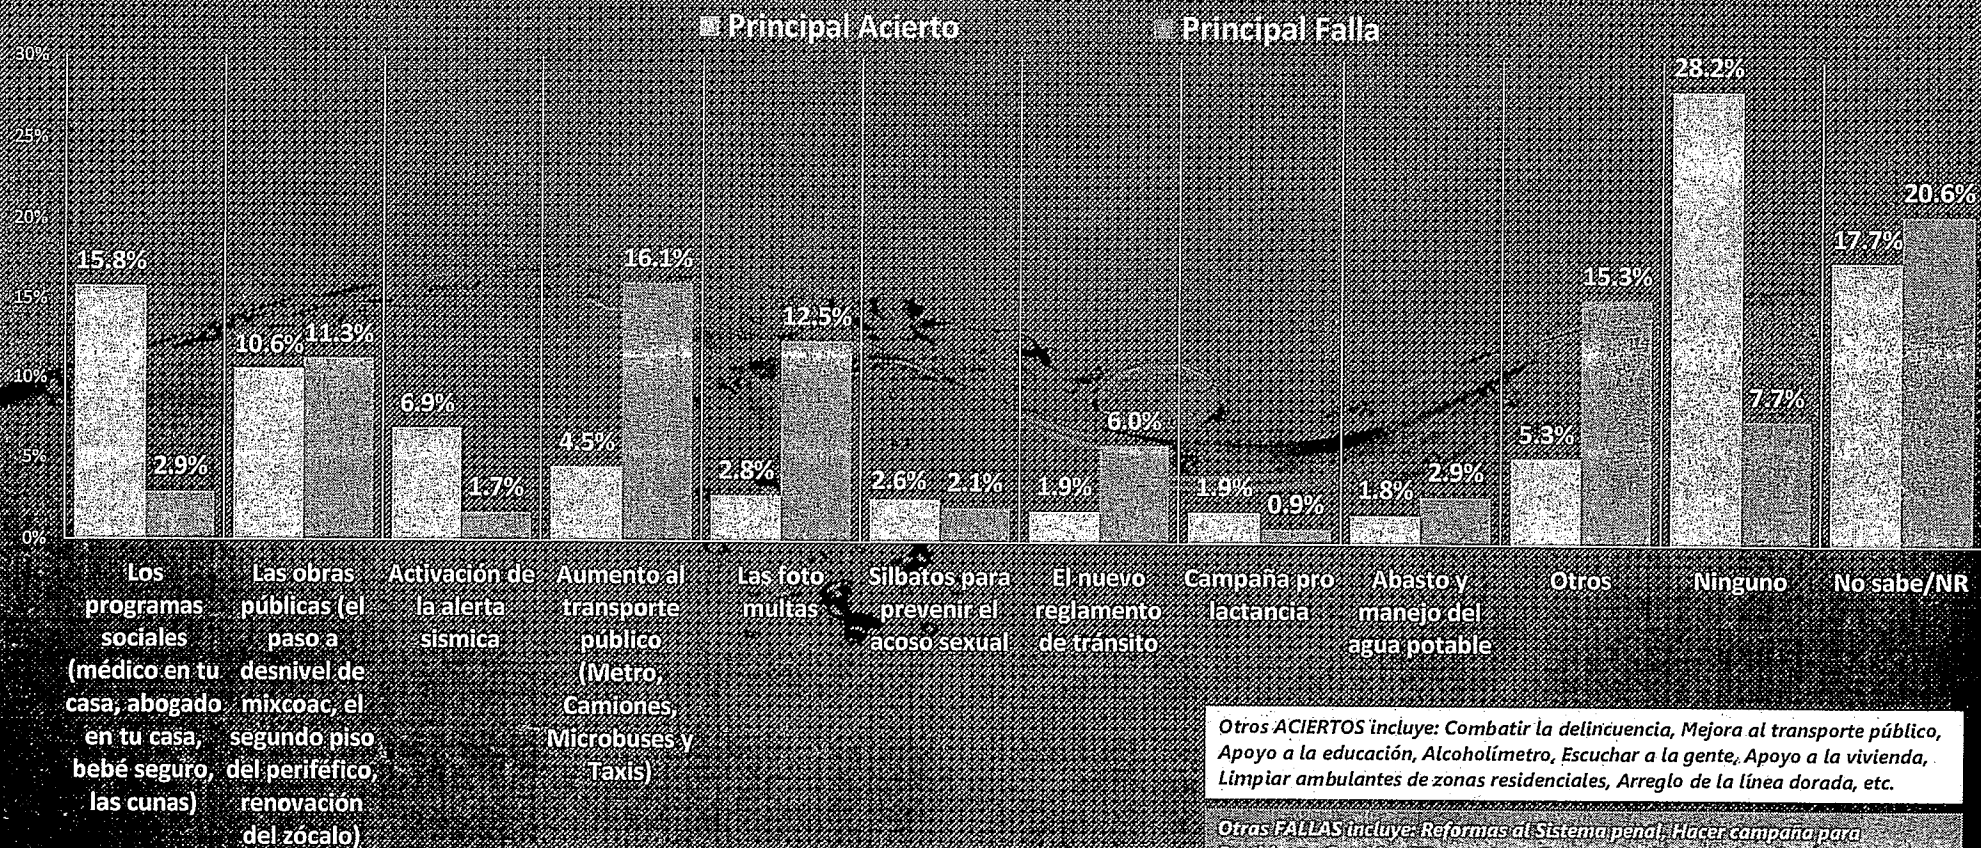 Principal Acierto
Principal Falla
30%
25%
20%
15%
10%
5%
0%
15.8%
2.9%
10.6%
11.3%
6.9%
1.7%
4.5%
16.1%
2.8%
12.5%
2.6%
2.1%
1.9%
6.0%
1.9%
0.9%
1.8%
2.9%
5.3%
15.3%
28.2%
7.7%
17.7%
20.6%
Los
programas
sociales
(médico en tu
casa, abogado
en tu casa,
bebé seguro,
las cunas)
Las obras
públicas (el
paso a
desnivel de
mixcoac, el
segundo piso
del periféfico,
renovación
del zócalo)
Activación de
la alerta
sísmica
Aumento al
transporte
público
(Metro,
Camiones,
Microbuses y
Taxis)
Las foto
multas
Silbatos para
prevenir el
acoso sexual
El nuevo
reglamento
de tránsito
Campaña pro
lactancia
Abasto y
manejo del
agua potable
Otros
Ninguno
No sabe/NR
Otros ACIERTOS incluye: Combatir la delincuencia, Mejora al transporte público,
Apoyo a la educación, Alcoholímetro, Escuchar a la gente, Apoyo a la vivienda,
Limpiar ambulantes de zonas residenciales, Arreglo de la línea dorada, etc.
Otras FALLAS incluye: Reformas al Sistema penal, Hacer campaña para